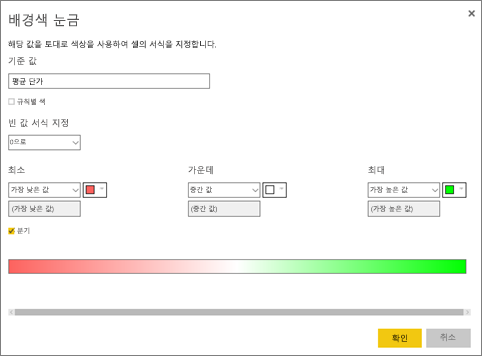 배경색 눈금
해당 값을 토대로 색상을 사용하여 셀의 서식을 지정합니다.
기준 값
평균 단가
규칙별 색
빈 값 서식 지정
0으로
최소 가운데 최대
가장 낮은 값 중간 값 가장 높은 값
(가장 낮은 값) (중간 값) (가장 높은 값)
분기
확인 취소